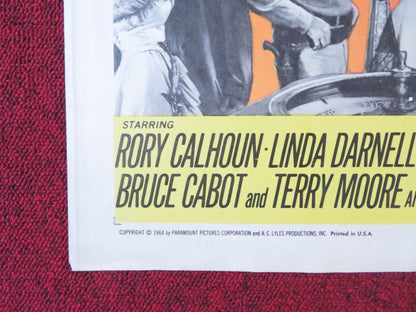 STARRING
RORY CALHOUN · LINDA DARNELL
BRUCE CABOT and TERRY MOORE
COPYRIGHT © 1964 by PARAMOUNT PICTURES CORPORATION and A. C. LYLES PRODUCTIONS, INC. Printed in U.S.A.